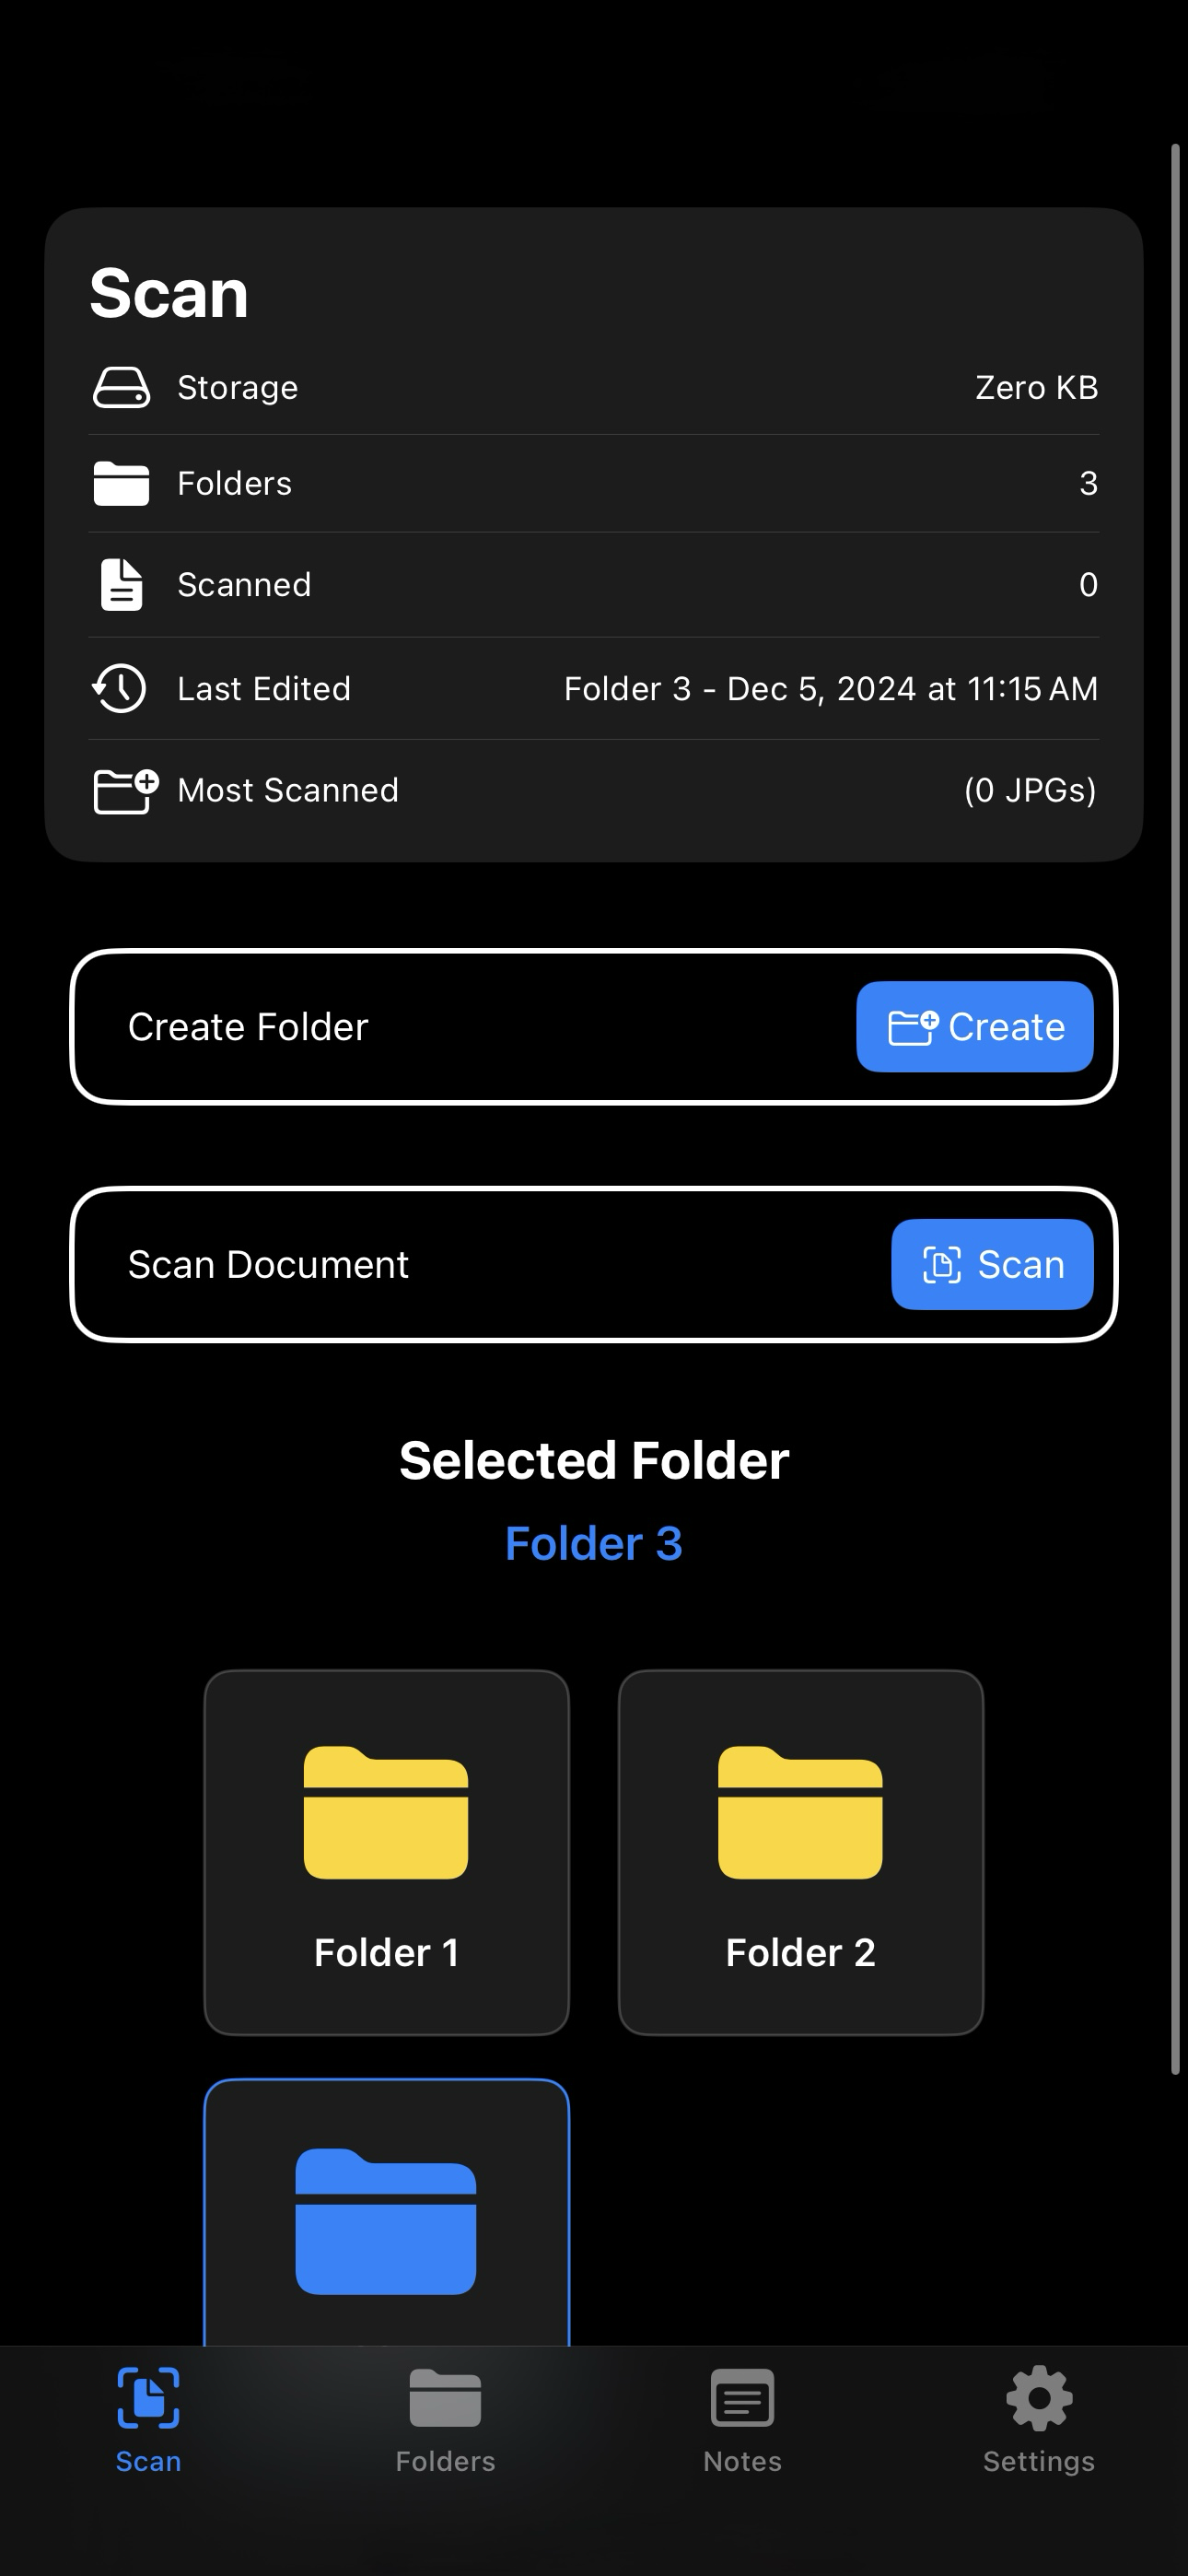 Scan
Storage Zero KB
Folders 3
Scanned 0
Last Edited Folder 3 - Dec 5, 2024 at 11:15 AM
Most Scanned (0 JPGs)
Create Folder Create
Scan Document Scan
Selected Folder
Folder 3
Folder 1 Folder 2
Scan Folders Notes Settings